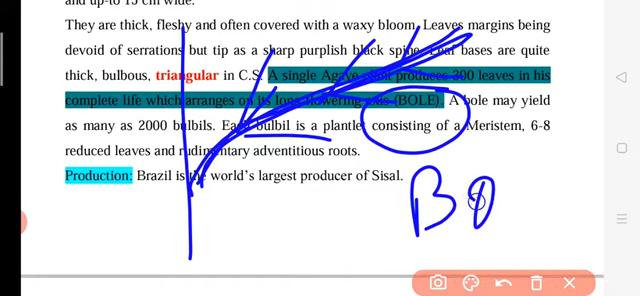 and up-to 15 cm wide.
They are thick, fleshy and often covered with a waxy bloom. Leaves margins being
devoid of serrations but tip as a sharp purplish black spine. Leaf bases are quite
thick, bulbous, triangular in C.S. A single Agave plant produces 300 leaves in his
complete life which arranges on its long flowering axis (BOLE). A bole may yield
as many as 2000 bulbils. Each bulbil is a plantlet consisting of a Meristem, 6-8
reduced leaves and rudimentary adventitious roots.
Production: Brazil is the world's largest producer of Sisal.
BO